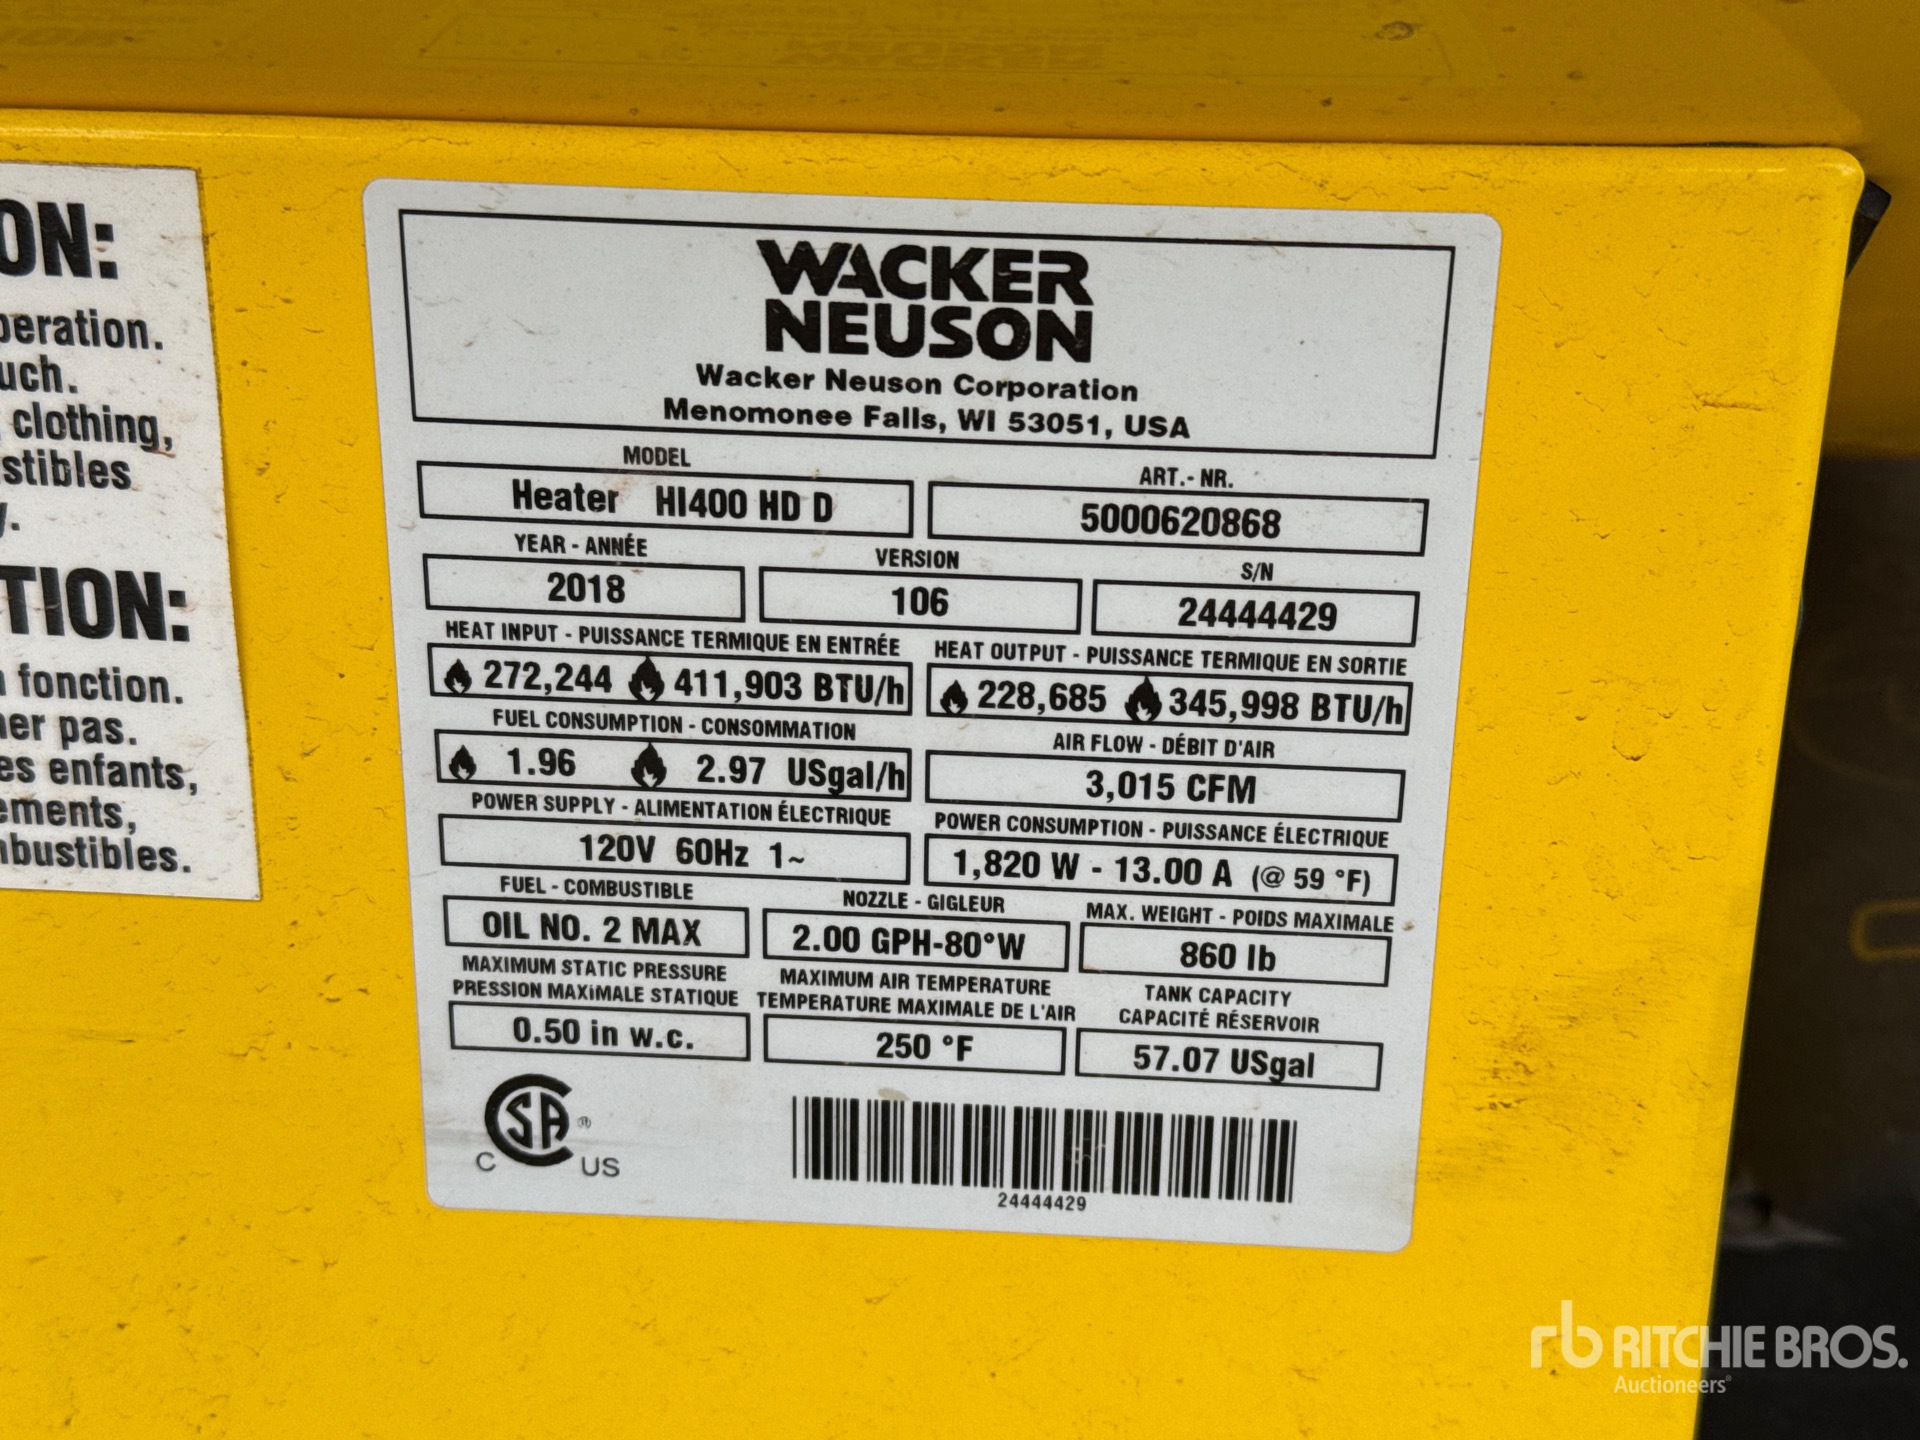 ON:
peration.
uch.
clothing,
stibles
y.
TION:
fonction.
her pas.
es enfants,
ements,
mbustibles.
WACKER
NEUSON
Wacker Neuson Corporation
Menomonee Falls, WI 53051, USA
MODEL
Heater HI400 HD D
ART.- NR.
5000620868
YEAR - ANNÉE
2018
VERSION
106
S/N
24444429
HEAT INPUT - PUISSANCE TERMIQUE EN ENTRÉE
272,244 411,903 BTU/h
HEAT OUTPUT - PUISSANCE TERMIQUE EN SORTIE
228,685 345,998 BTU/h
FUEL CONSUMPTION - CONSOMMATION
1.96 2.97 USgal/h
AIR FLOW - DÉBIT D'AIR
3,015 CFM
POWER SUPPLY - ALIMENTATION ÉLECTRIQUE
120V 60Hz 1~
POWER CONSUMPTION - PUISSANCE ÉLECTRIQUE
1,820 W - 13.00 A (@ 59 °F)
FUEL - COMBUSTIBLE
OIL NO. 2 MAX
NOZZLE - GIGLEUR
2.00 GPH-80°W
MAX. WEIGHT - POIDS MAXIMALE
860 lb
MAXIMUM STATIC PRESSURE
PRESSION MAXIMALE STATIQUE
0.50 in w.c.
MAXIMUM AIR TEMPERATURE
TEMPERATURE MAXIMALE DE L'AIR
250 °F
TANK CAPACITY
CAPACITÉ RÉSERVOIR
57.07 USgal
CSA ®
C US
24444429
rb RITCHIE BROS.
Auctioneers®